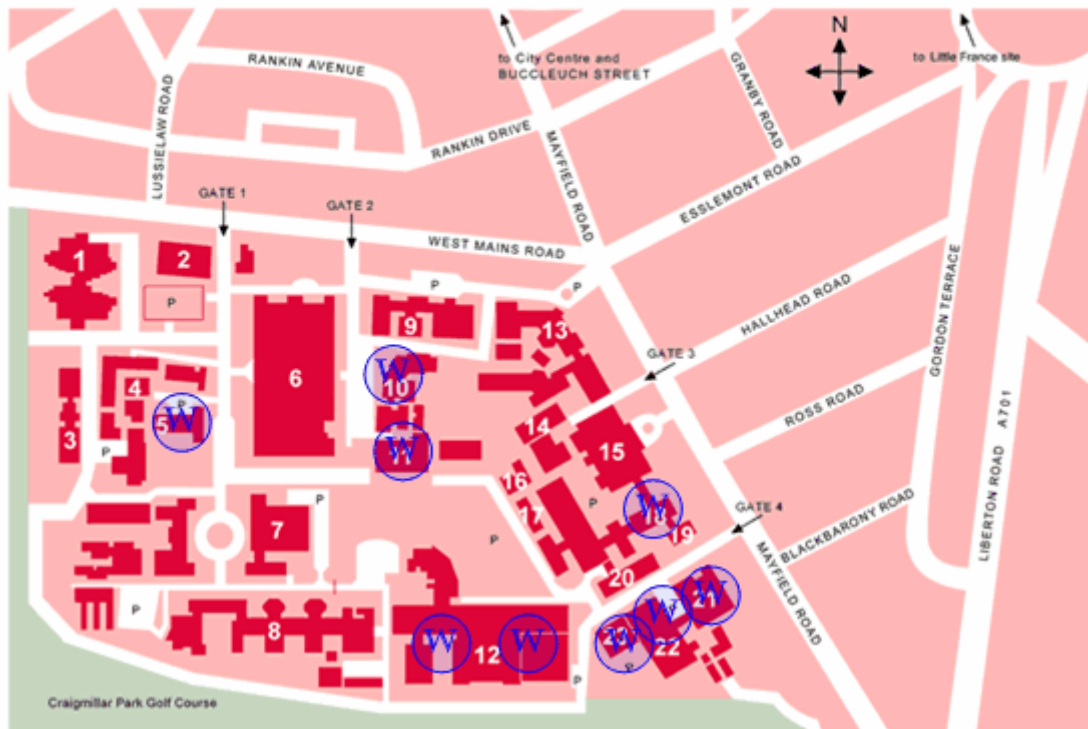 N
to City Centre and
BUCCLEUCH STREET
to Little France site
RANKIN AVENUE
LUSSIELAW ROAD
RANKIN DRIVE
MAYFIELD ROAD
GRANBY ROAD
ESSLEMONT ROAD
GATE 1
GATE 2
WEST MAINS ROAD
HALLHEAD ROAD
GORDON TERRACE
GATE 3
ROSS ROAD
LIBERTON ROAD A701
GATE 4
BLACKBARONY ROAD
MAYFIELD ROAD
1
2
P
P
P
9
13
6
4
W
10
P
W
5
3
P
W
11
14
15
16
P
W
18
17
19
P
7
P
20
P
8
W
W
12
W
21
W
W
23
22
P
P
Craigmillar Park Golf Course